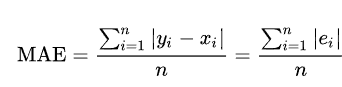 MAE = \frac{\sum_{i=1}^{n} |y_i - x_i|}{n} = \frac{\sum_{i=1}^{n} |e_i|}{n}